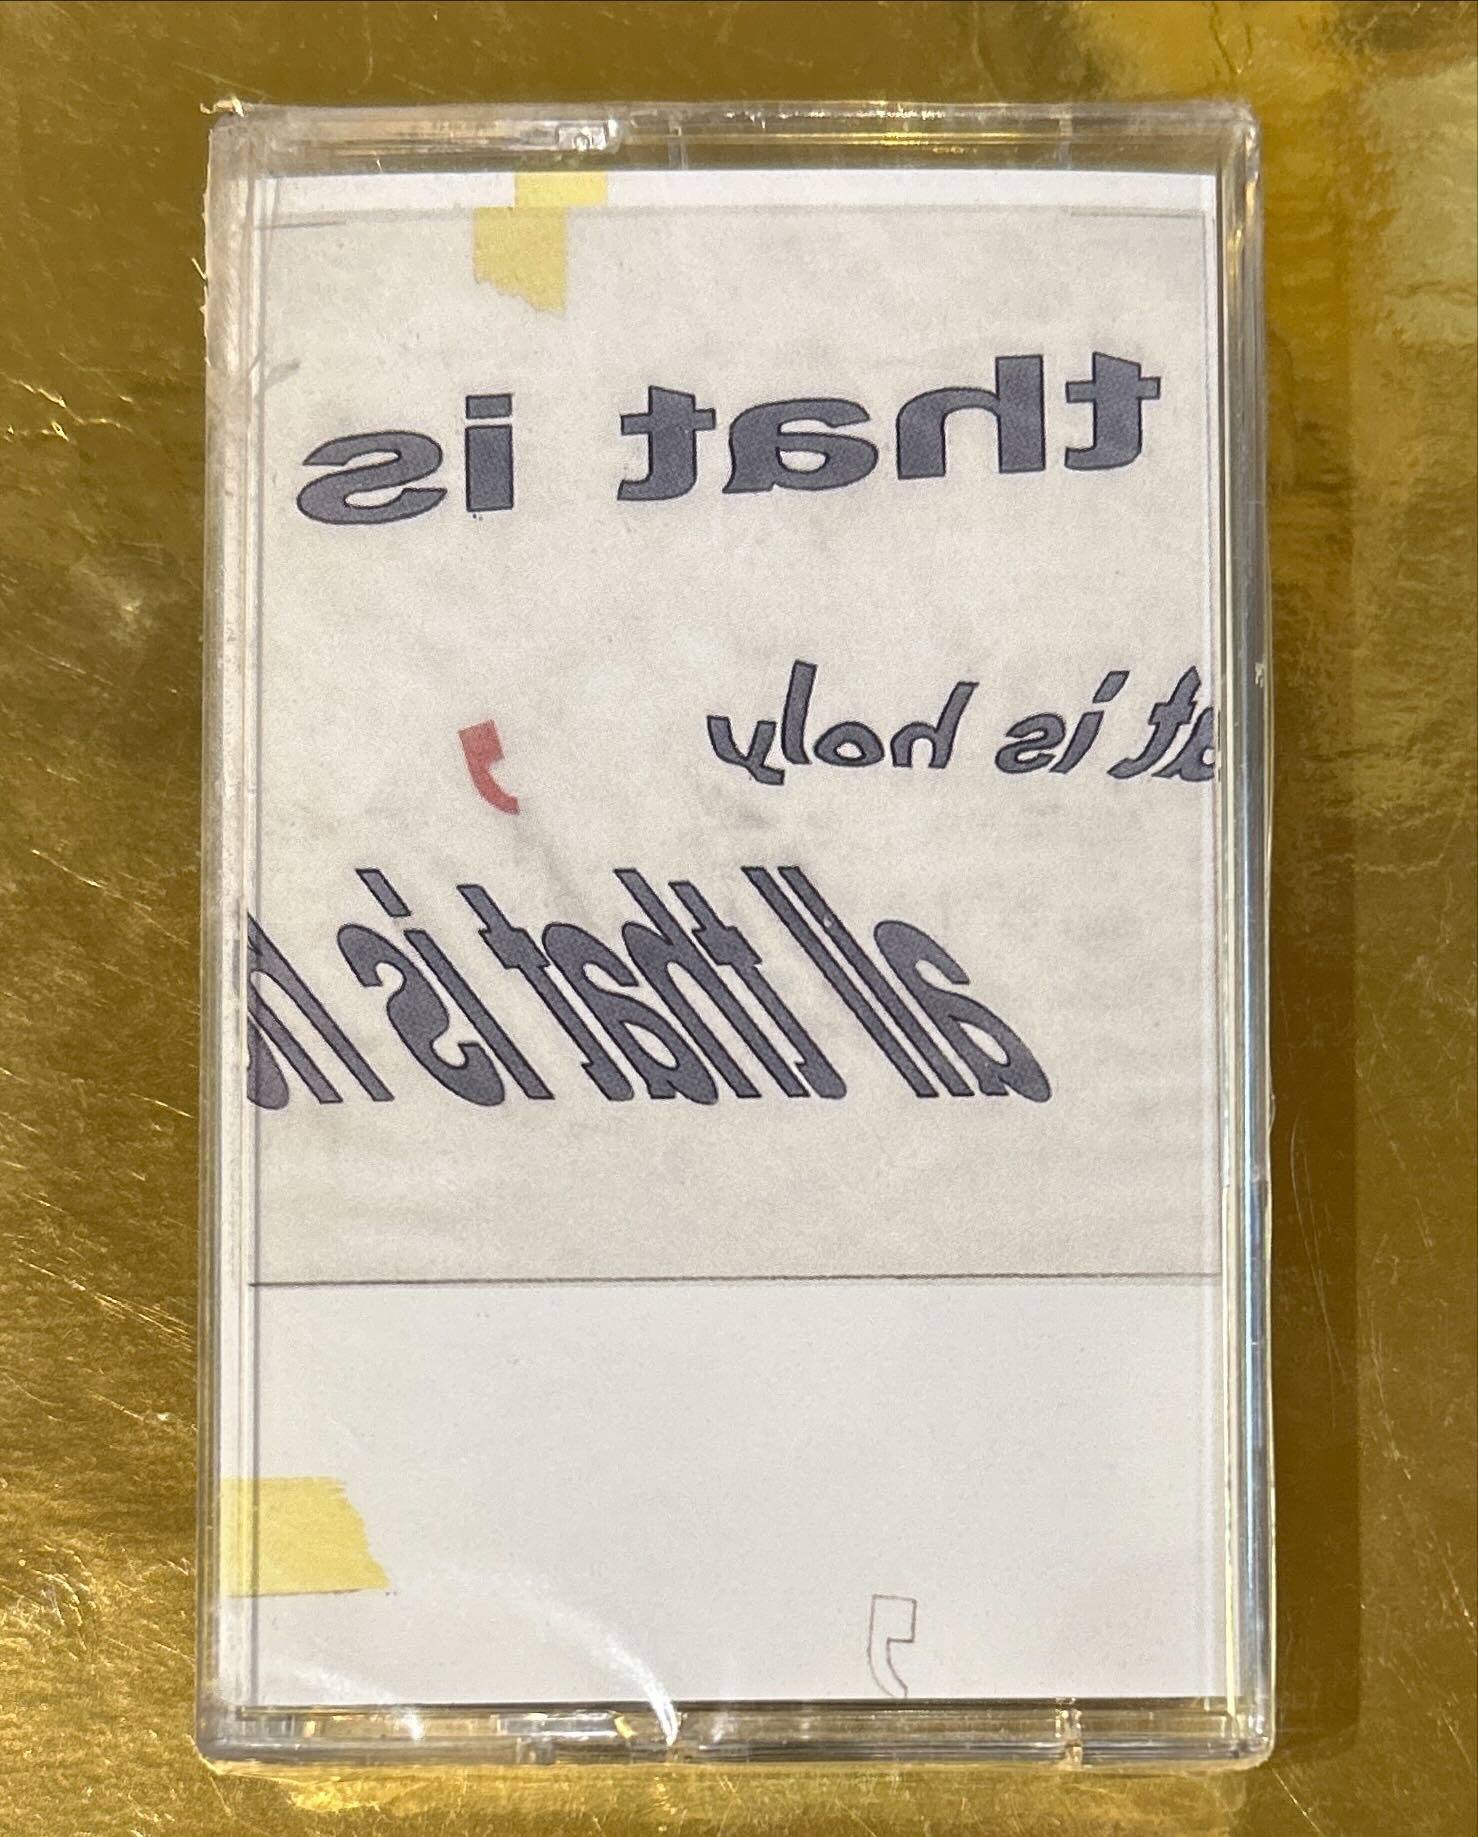 that is
at is holy
,
all that is h
,